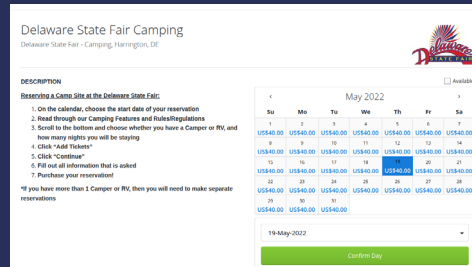 Delaware State Fair Camping
Delaware State Fair - Camping, Harrington, DE
Delaware
STATE FAIR
DESCRIPTION
Available
Reserving a Camp Site at the Delaware State Fair:
1. On the calendar, choose the start date of your reservation
2. Read through our Camping Features and Rules/Regulations
3. Scroll to the bottom and choose whether you have a Camper or RV, and
how many nights you will be staying
4. Click "Add Tickets"
5. Click "Continue"
6. Fill out all information that is asked
7. Purchase your reservation!
*If you have more than 1 Camper or RV, then you will need to make separate
reservations
‹ May 2022 ›
Su Mo Tu We Th Fr Sa
1 2 3 4 5 6 7
US$40.00 US$40.00 US$40.00 US$40.00 US$40.00 US$40.00 US$40.00
8 9 10 11 12 13 14
US$40.00 US$40.00 US$40.00 US$40.00 US$40.00 US$40.00 US$40.00
15 16 17 18 19 20 21
US$40.00 US$40.00 US$40.00 US$40.00 US$40.00 US$40.00 US$40.00
22 23 24 25 26 27 28
US$40.00 US$40.00 US$40.00 US$40.00 US$40.00 US$40.00 US$40.00
29 30 31
US$40.00 US$40.00 US$40.00
19-May-2022
Confirm Day